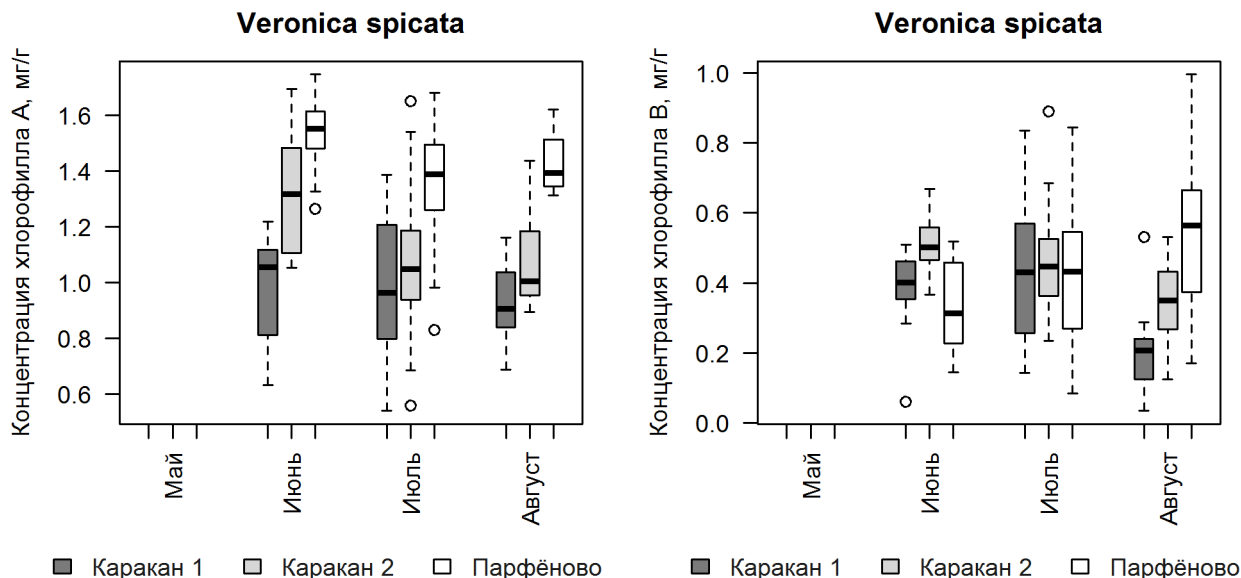 Veronica spicata
Концентрация хлорофилла А, мг/г
1.6
1.4
1.2
1.0
0.8
0.6
Май
Июнь
Июль
Август
Каракан 1
Каракан 2
Парфёново
Veronica spicata
Концентрация хлорофилла В, мг/г
1.0
0.8
0.6
0.4
0.2
0.0
Май
Июнь
Июль
Август
Каракан 1
Каракан 2
Парфёново